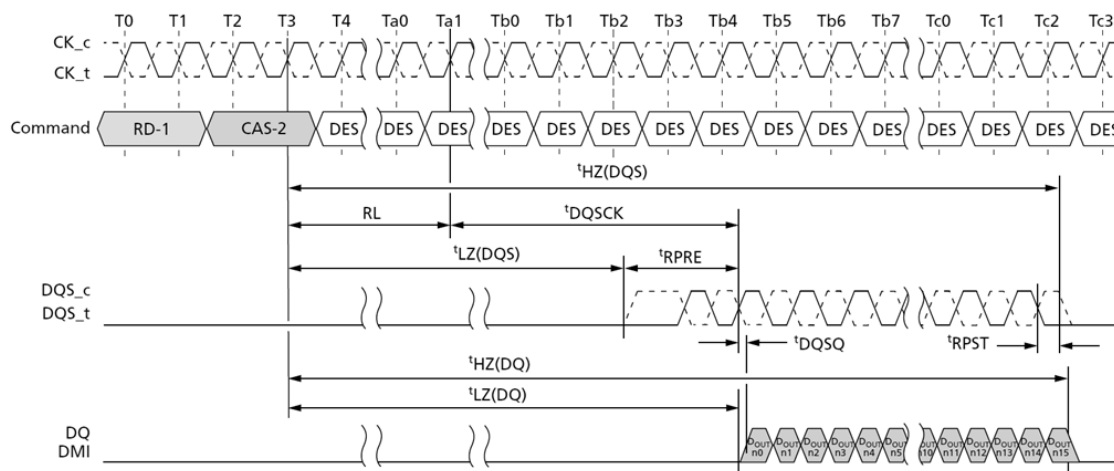 T0 T1 T2 T3 T4 Ta0 Ta1 Tb0 Tb1 Tb2 Tb3 Tb4 Tb5 Tb6 Tb7 Tc0 Tc1 Tc2 Tc3
CK_c
CK_t
Command RD-1 CAS-2 DES DES DES DES DES DES DES DES DES DES DES DES DES DES DES
tHZ(DQS)
RL tDQSCK
tLZ(DQS) tRPRE
DQS_c
DQS_t
tDQSQ tRPST
tHZ(DQ)
tLZ(DQ)
DQ DOUT DOUT DOUT DOUT DOUT DOUT DOUT DOUT DOUT DOUT DOUT DOUT
DMI n0 n1 n2 n3 n4 n5 n10 n11 n12 n13 n14 n15